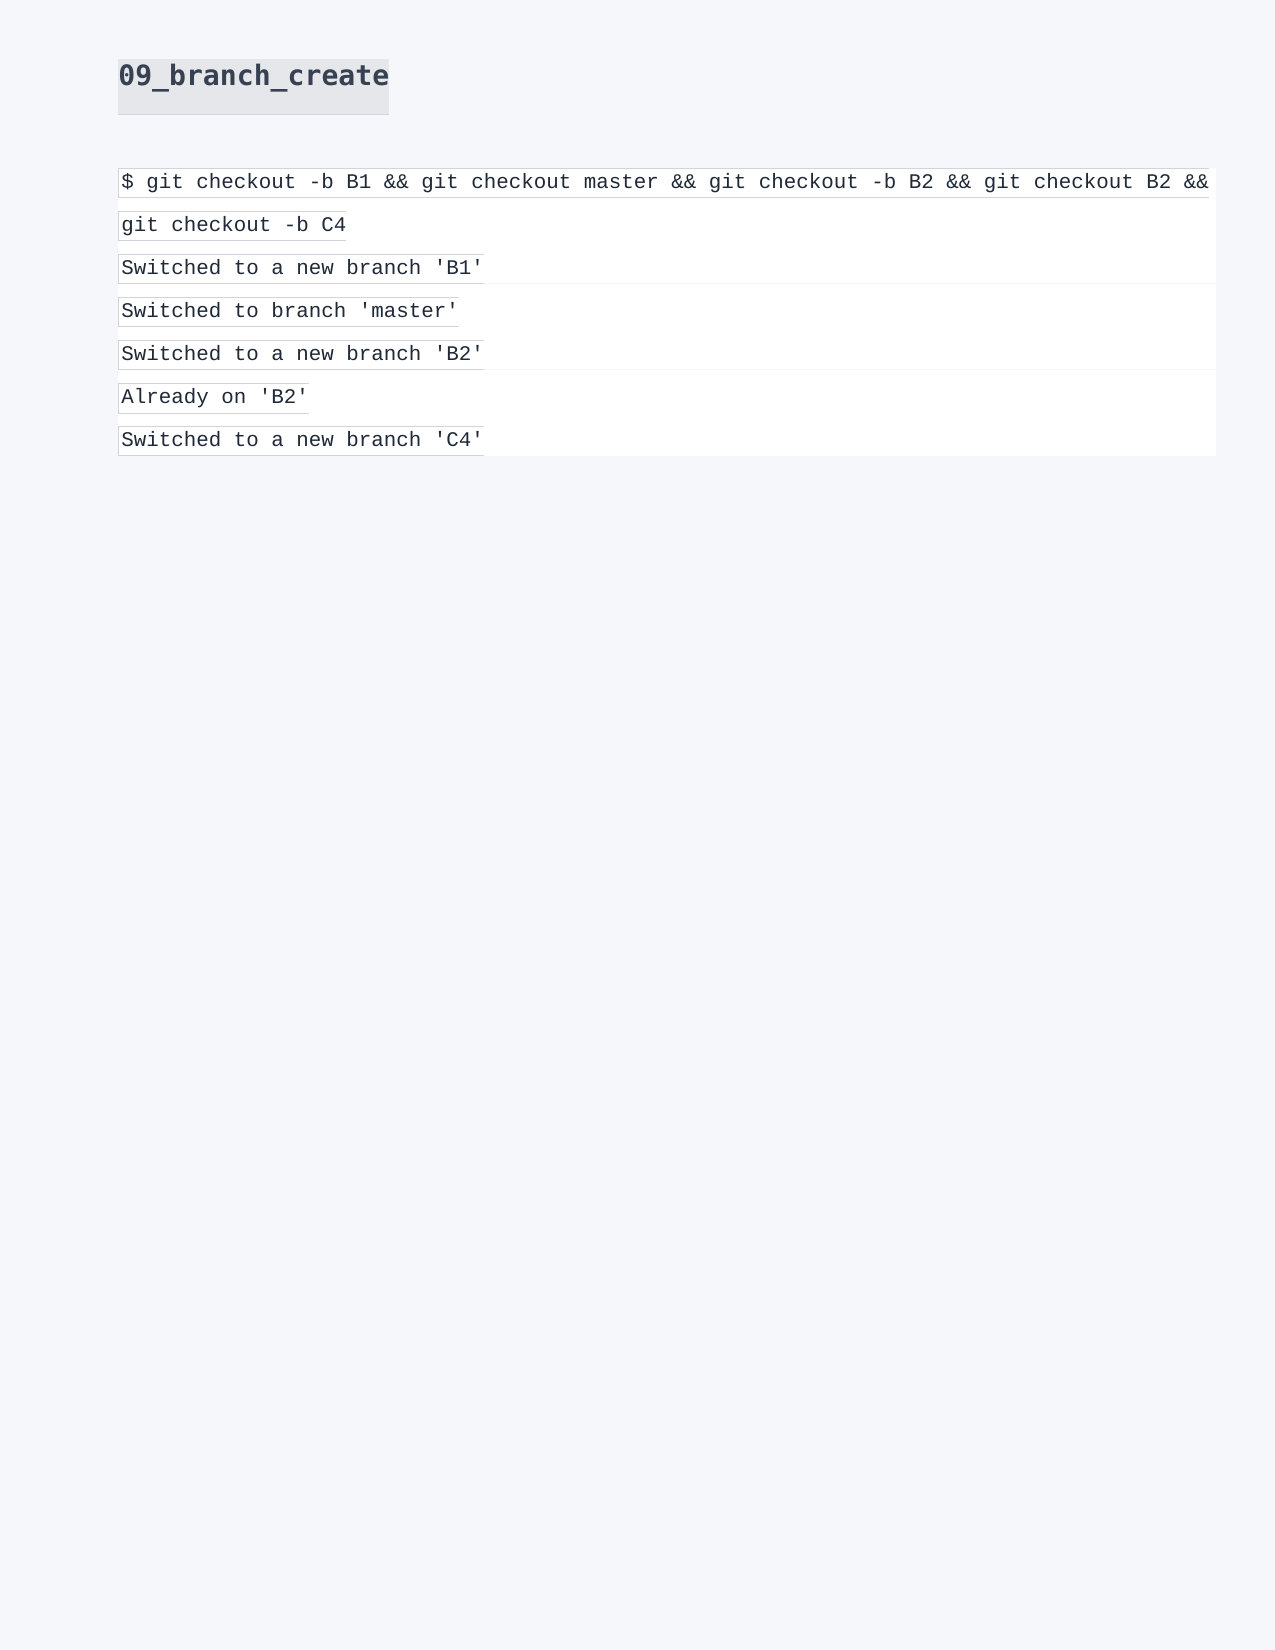 09_branch_create
$ git checkout -b B1 && git checkout master && git checkout -b B2 && git checkout B2 &&
git checkout -b C4
Switched to a new branch 'B1'
Switched to branch 'master'
Switched to a new branch 'B2'
Already on 'B2'
Switched to a new branch 'C4'